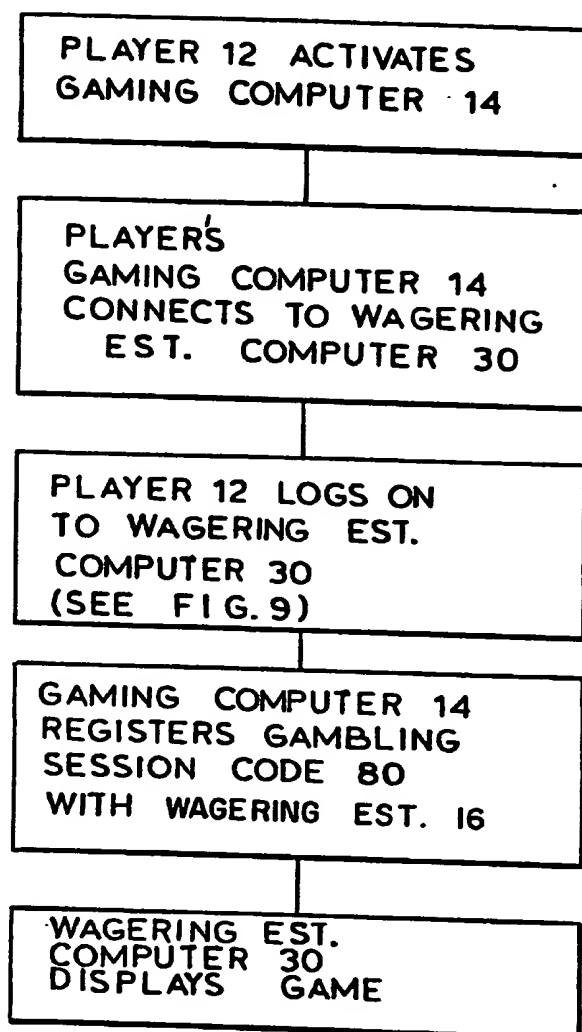 PLAYER 12 ACTIVATES
GAMING COMPUTER 14
PLAYER'S
GAMING COMPUTER 14
CONNECTS TO WAGERING
EST. COMPUTER 30
PLAYER 12 LOGS ON
TO WAGERING EST.
COMPUTER 30
(SEE FIG. 9)
GAMING COMPUTER 14
REGISTERS GAMBLING
SESSION CODE 80
WITH WAGERING EST. 16
WAGERING EST.
COMPUTER 30
DISPLAYS GAME